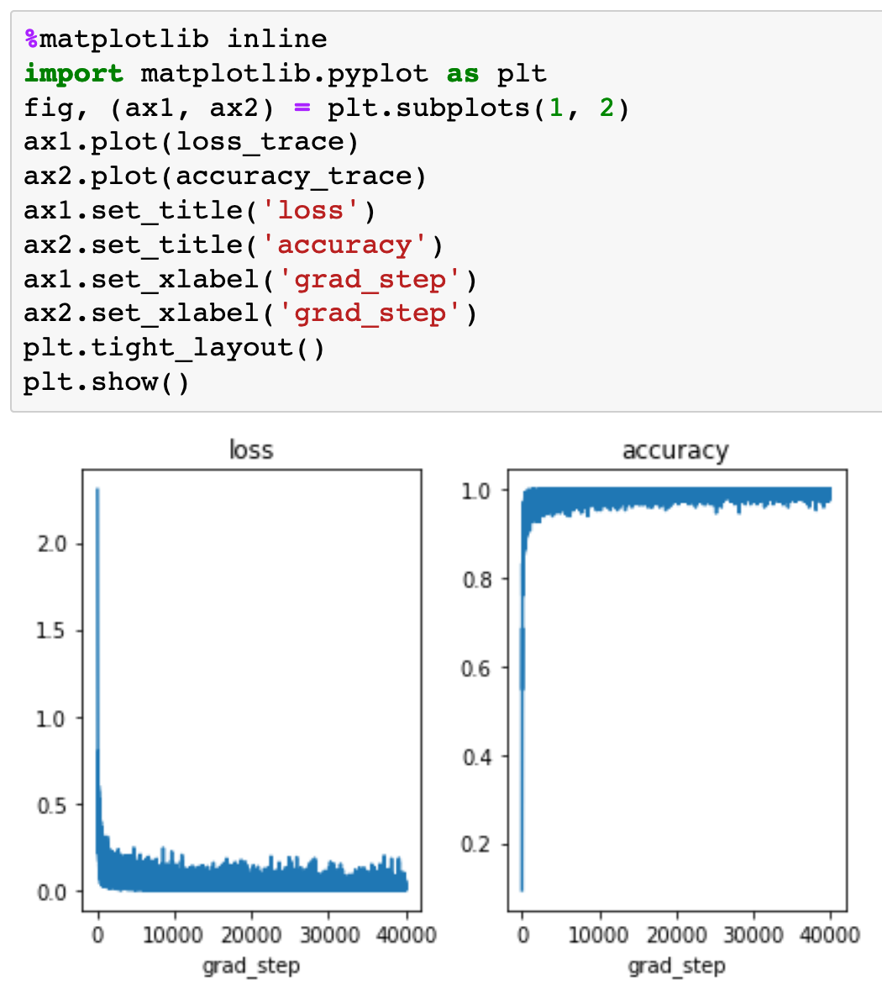 %matplotlib inline
import matplotlib.pyplot as plt
fig, (ax1, ax2) = plt.subplots(1, 2)
ax1.plot(loss_trace)
ax2.plot(accuracy_trace)
ax1.set_title('loss')
ax2.set_title('accuracy')
ax1.set_xlabel('grad_step')
ax2.set_xlabel('grad_step')
plt.tight_layout()
plt.show()
loss
2.0
1.5
1.0
0.5
0.0
0 10000 20000 30000 40000
grad_step
accuracy
1.0
0.8
0.6
0.4
0.2
0 10000 20000 30000 40000
grad_step